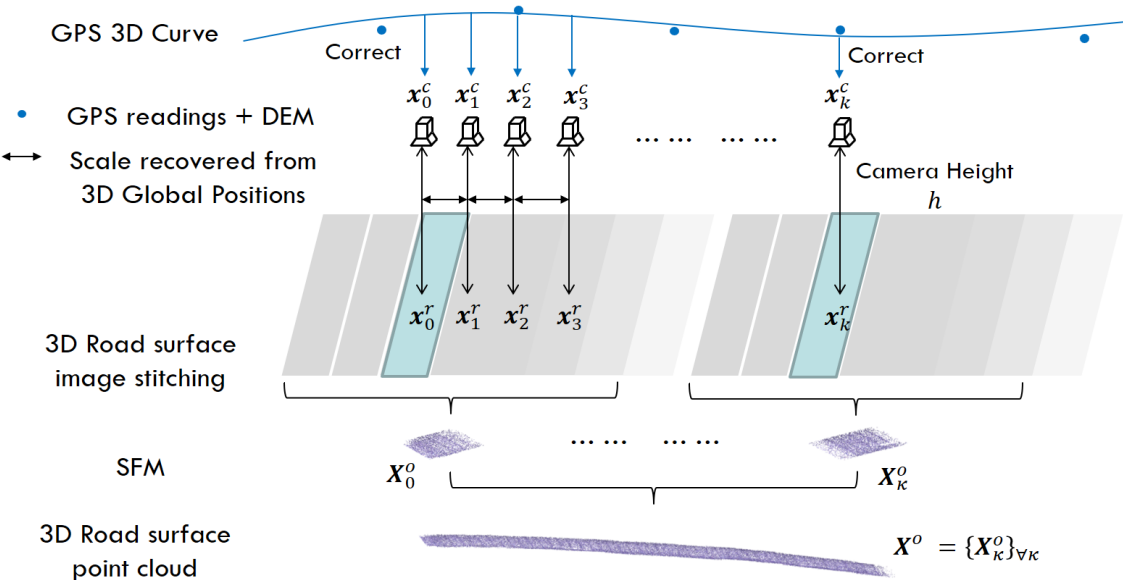 GPS 3D Curve
Correct
Correct
GPS readings + DEM
Scale recovered from
3D Global Positions
𝒙₀ᶜ 𝒙₁ᶜ 𝒙₂ᶜ 𝒙₃ᶜ 𝒙ₖᶜ
... ... ... ...
Camera Height
ℎ
𝒙₀ʳ 𝒙₁ʳ 𝒙₂ʳ 𝒙₃ʳ 𝒙ₖʳ
3D Road surface
image stitching
... ... ... ...
SFM
𝑿₀ᵒ 𝑿_κᵒ
3D Road surface
point cloud
𝑿ᵒ = {𝑿_κᵒ}_∀κ